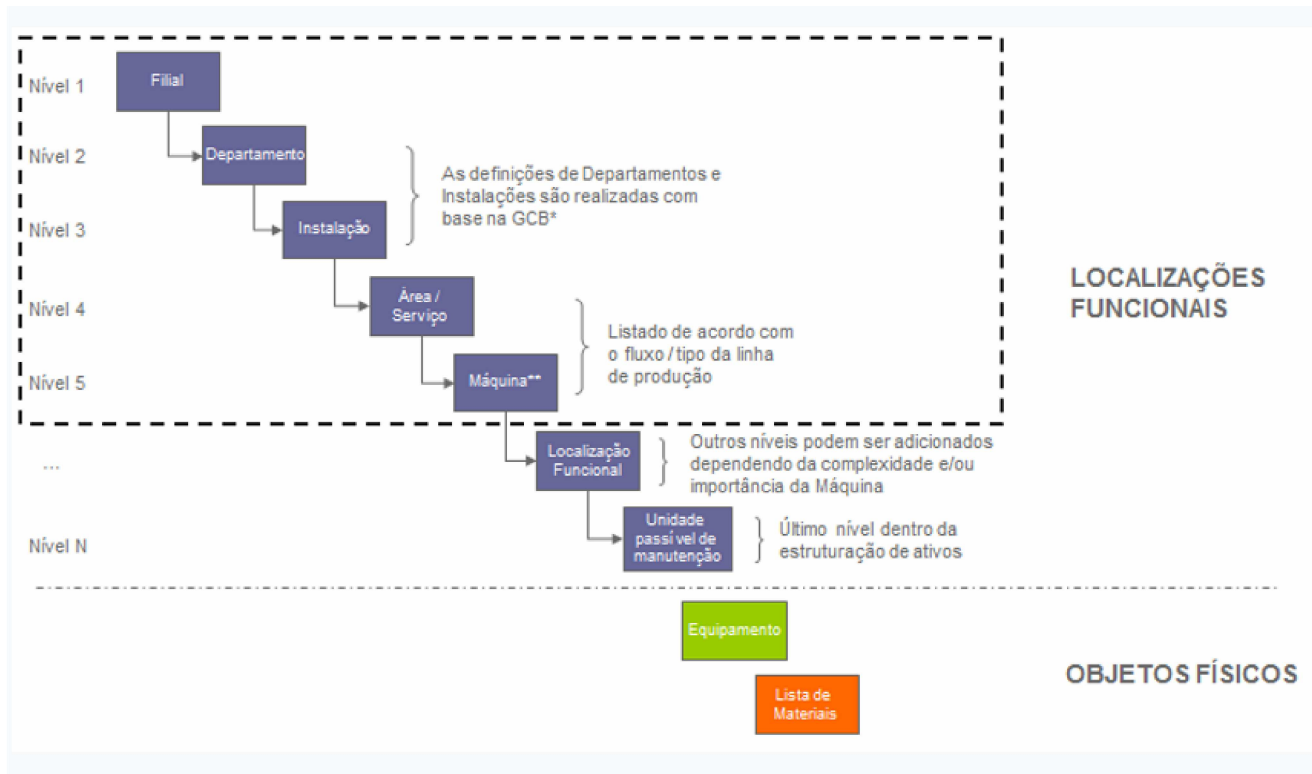 Nível 1
Filial
Nível 2
Departamento
As definições de Departamentos e
Instalações são realizadas com
base na GCB*
Nível 3
Instalação
Nível 4
Área /
Serviço
Listado de acordo com
o fluxo / tipo da linha
de produção
Nível 5
Máquina**
LOCALIZAÇÕES
FUNCIONAIS
...
Localização
Funcional
Outros níveis podem ser adicionados
dependendo da complexidade e/ou
importância da Máquina
Nível N
Unidade
passível de
manutenção
Último nível dentro da
estruturação de ativos
Equipamento
Lista de
Materiais
OBJETOS FÍSICOS